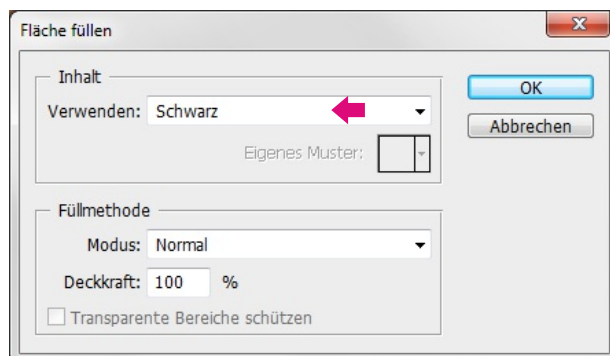 Fläche füllen
Inhalt
Verwenden: Schwarz
Eigenes Muster:
OK
Abbrechen
Füllmethode
Modus: Normal
Deckkraft: 100 %
Transparente Bereiche schützen